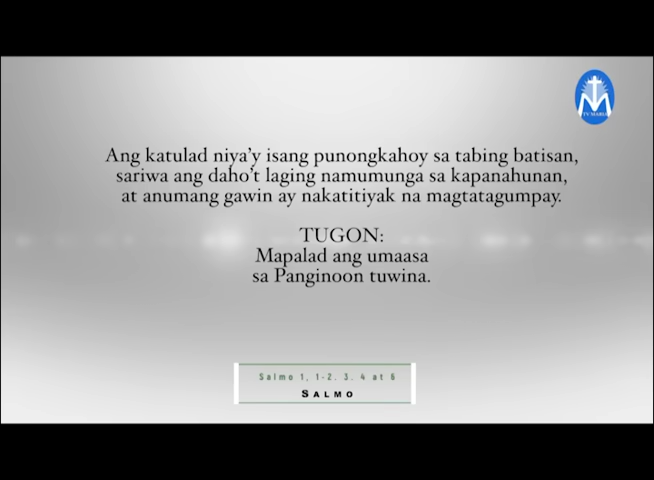 TV MARIA
Ang katulad niya’y isang punongkahoy sa tabing batisan,
sariwa ang daho’t laging namumunga sa kapanahunan,
at anumang gawin ay nakatitiyak na magtatagumpay.
TUGON:
Mapalad ang umaasa
sa Panginoon tuwina.
Salmo 1, 1-2. 3. 4 at 6
SALMO